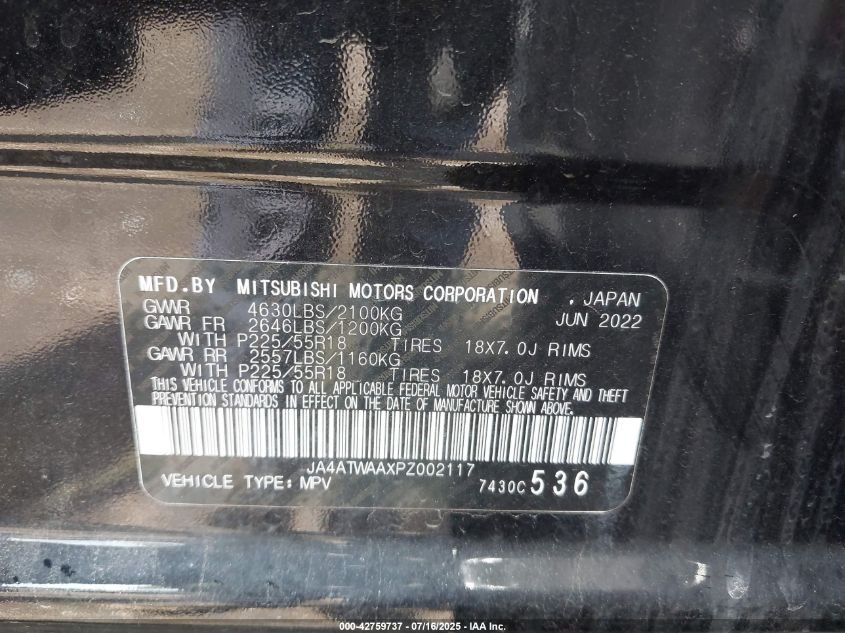 MFD.BY MITSUBISHI MOTORS CORPORATION . JAPAN
GVWR 4630LBS/2100KG JUN 2022
GAWR FR 2646LBS/1200KG
WITH P225/55R18 TIRES 18X7.0J RIMS
GAWR RR 2557LBS/1160KG
WITH P225/55R18 TIRES 18X7.0J RIMS
THIS VEHICLE CONFORMS TO ALL APPLICABLE FEDERAL MOTOR VEHICLE SAFETY AND THEFT
PREVENTION STANDARDS IN EFFECT ON THE DATE OF MANUFACTURE SHOWN ABOVE.
JA4ATWAAXPZ002117
VEHICLE TYPE: MPV 7430C 536
000-42759737 - 07/16/2025 - IAA Inc.